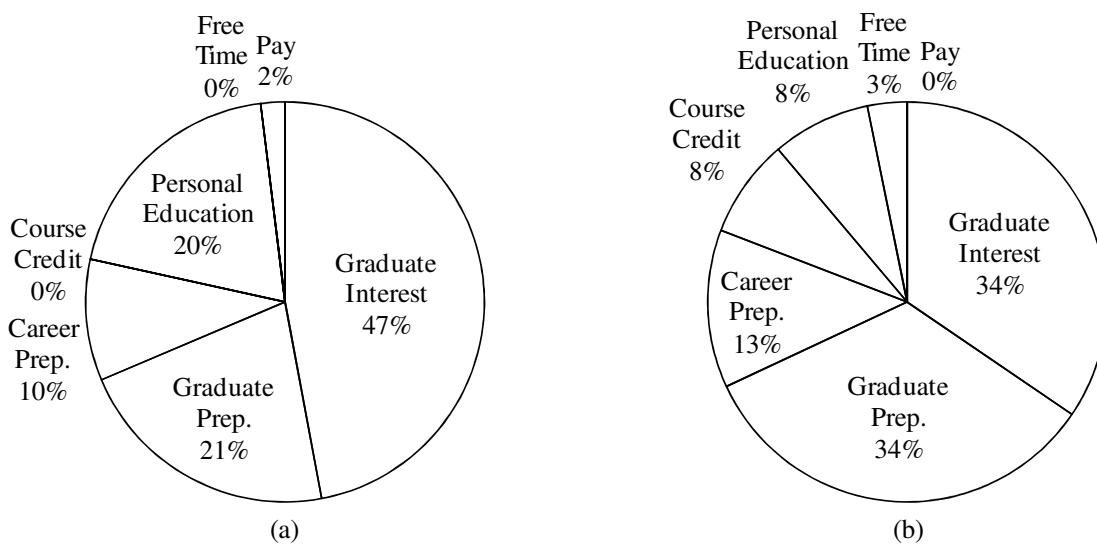 Free
Time
0%
Pay
2%
Personal
Education
20%
Course
Credit
0%
Career
Prep.
10%
Graduate
Prep.
21%
Graduate
Interest
47%
(a)
Personal
Education
8%
Free
Time
3%
Pay
0%
Course
Credit
8%
Career
Prep.
13%
Graduate
Interest
34%
Graduate
Prep.
34%
(b)